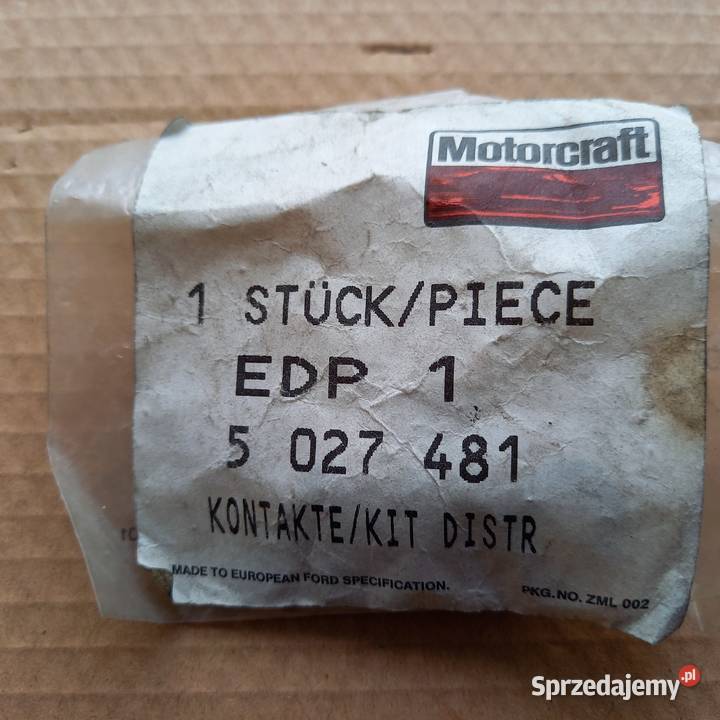 Motorcraft
1 STÜCK/PIECE
EDP 1
5 027 481
KONTAKTE/KIT DISTR
MADE TO EUROPEAN FORD SPECIFICATION.
PKG.NO. ZML 002
Sprzedajemy.pl